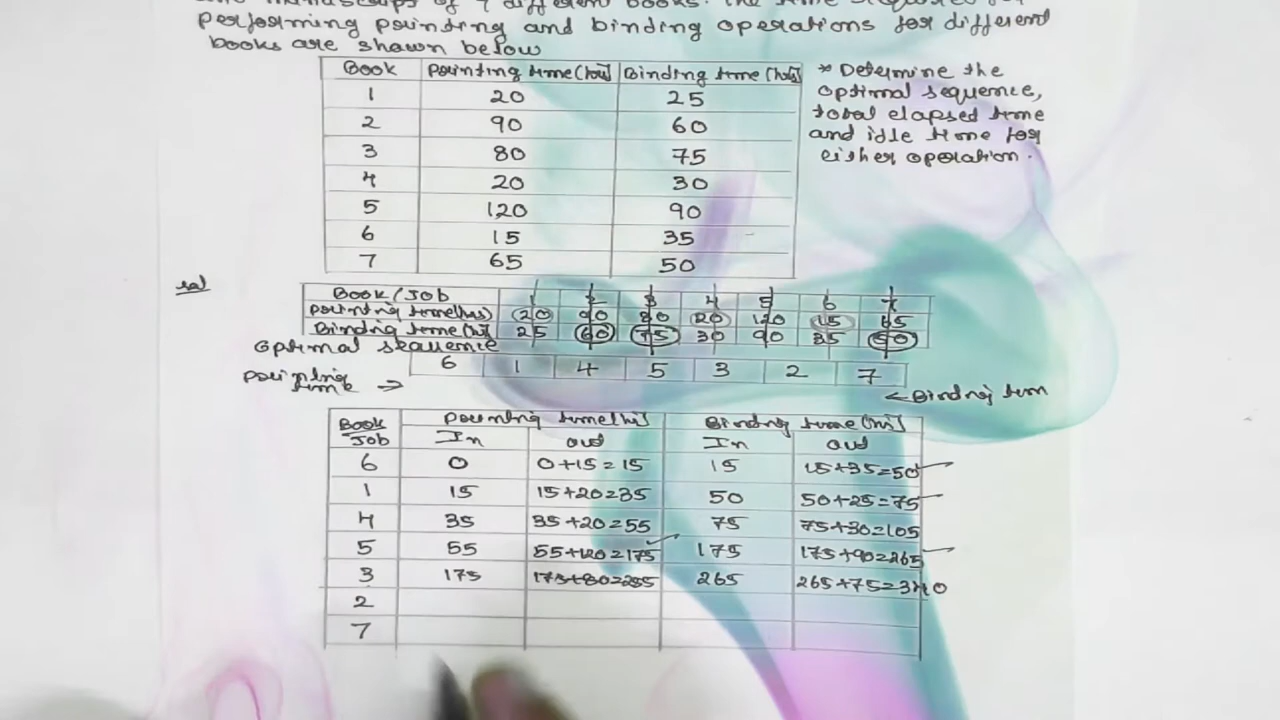 performing printing and binding operations for different
books are shown below
Book Printing time (hrs) Binding time (hrs)
1 20 25
2 90 60
3 80 75
4 20 30
5 120 90
6 15 35
7 65 50
* Determine the
optimal sequence,
total elapsed time
and idle time for
either operation.
sol
Book/Job 1 2 3 4 5 6 7
Printing time (hrs) 20 90 80 20 120 15 65
Binding time (hr) 25 60 75 30 90 35 50
Optimal sequence
6 1 4 5 3 2 7
Printing
time →
← Binding time
Book Job Printing time (hr) Binding time (hr)
In out In out
6 0 0+15=15 15 15+35=50
1 15 15+20=35 50 50+25=75
4 35 35+20=55 75 75+30=105
5 55 55+120=175 175 175+90=265
3 175 175+80=255 265 265+75=340
2
7